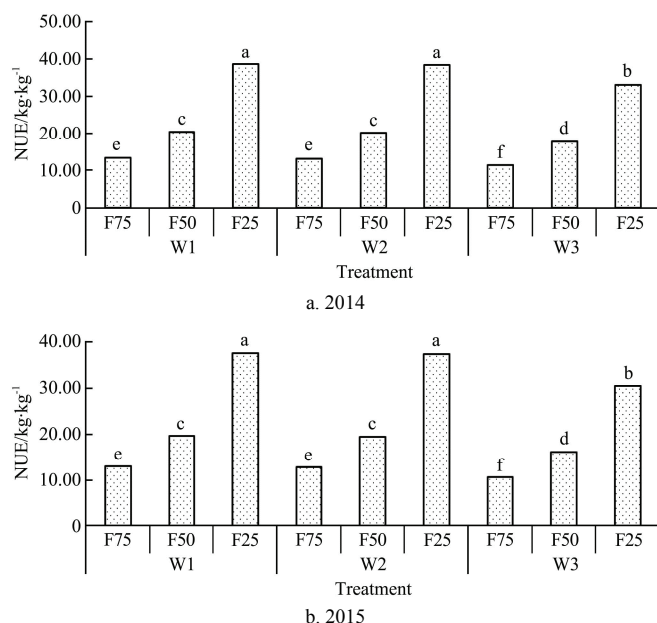 50.00
40.00
30.00
20.00
10.00
0
NUE/kg·kg⁻¹
e c a e c a f d b
F75 F50 F25 F75 F50 F25 F75 F50 F25
W1 W2 W3
Treatment
a. 2014
40.00
30.00
20.00
10.00
0
NUE/kg·kg⁻¹
e c a e c a f d b
F75 F50 F25 F75 F50 F25 F75 F50 F25
W1 W2 W3
Treatment
b. 2015